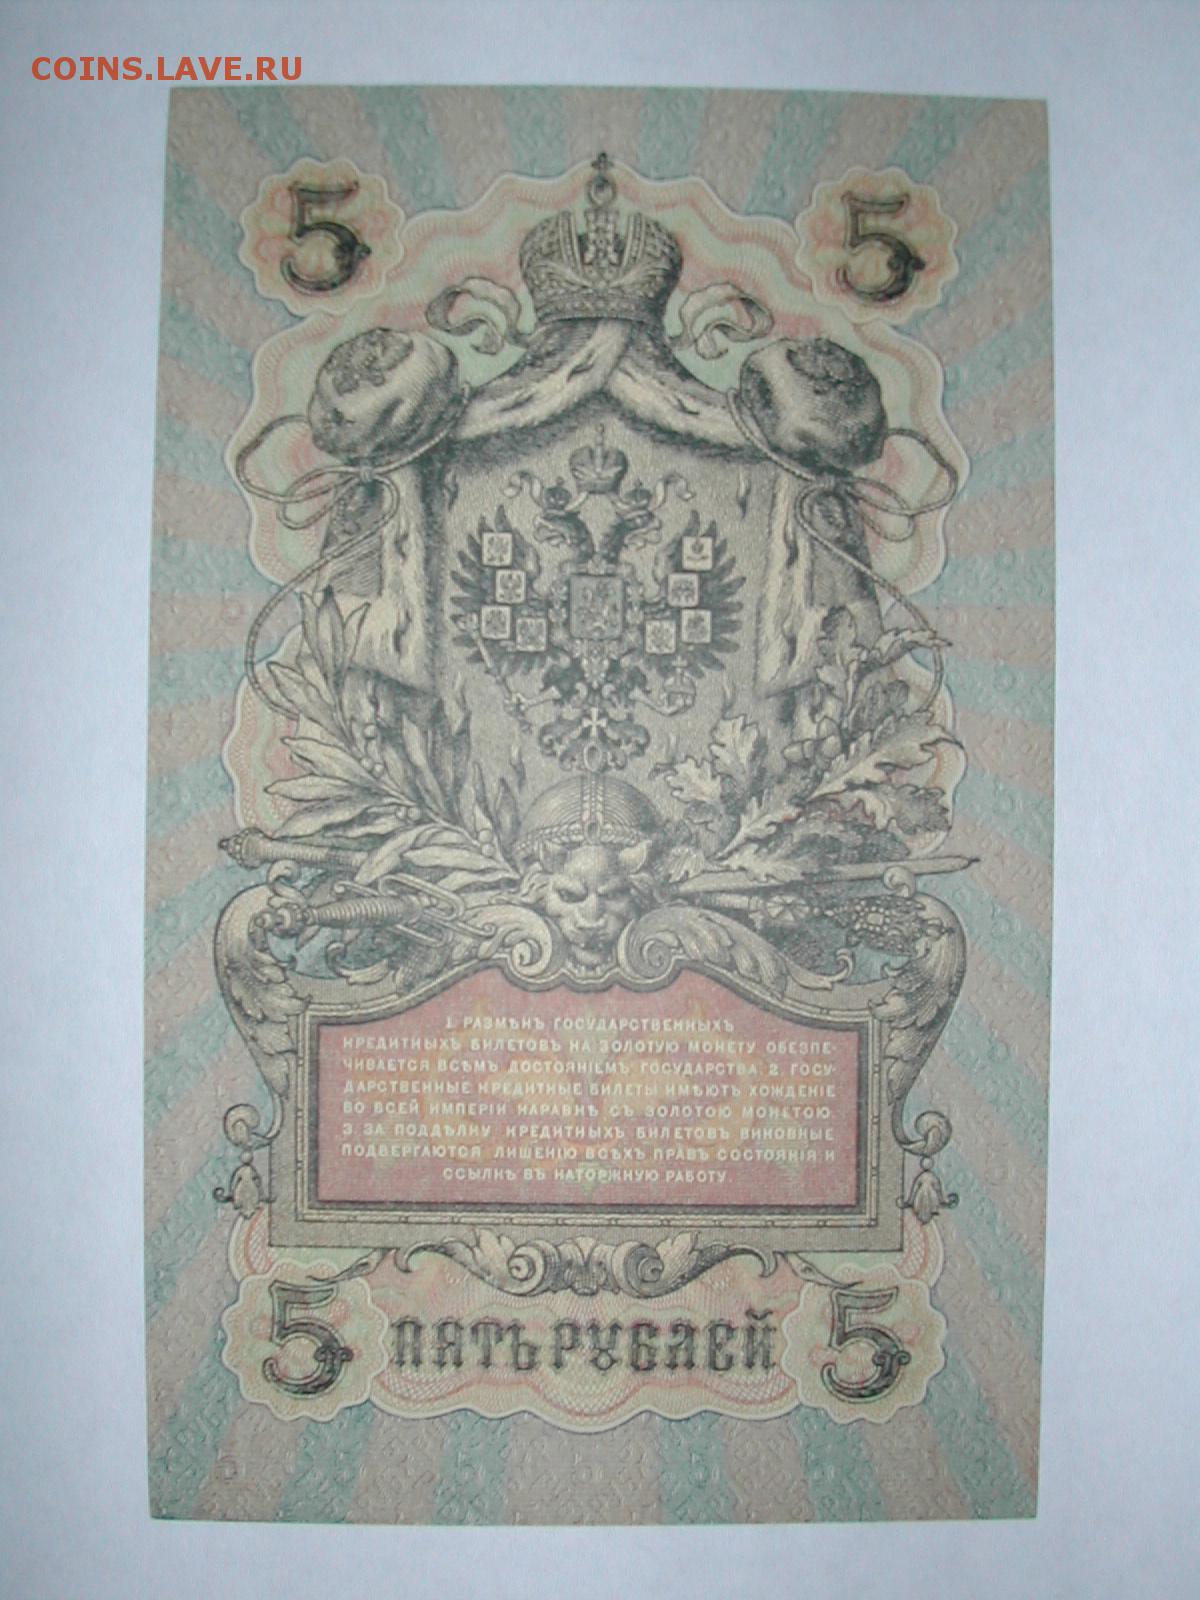 COINS.LAVE.RU
5 5
1. РАЗМѢНЪ ГОСУДАРСТВЕННЫХЪ
КРЕДИТНЫХЪ БИЛЕТОВЪ НА ЗОЛОТУЮ МОНЕТУ ОБЕЗПЕ-
ЧИВАЕТСЯ ВСѢМЪ ДОСТОЯНІЕМЪ ГОСУДАРСТВА. 2. ГОСУ-
ДАРСТВЕННЫЕ КРЕДИТНЫЕ БИЛЕТЫ ИМѢЮТЪ ХОЖДЕНІЕ
ВО ВСЕЙ ИМПЕРІИ НАРАВНѢ СЪ ЗОЛОТОЮ МОНЕТОЮ.
3. ЗА ПОДДѢЛКУ КРЕДИТНЫХЪ БИЛЕТОВЪ ВИНОВНЫЕ
ПОДВЕРГАЮТСЯ ЛИШЕНІЮ ВСѢХЪ ПРАВЪ СОСТОЯНІЯ И
ССЫЛКѢ ВЪ КАТОРЖНУЮ РАБОТУ.
5 ПЯТЬ РУБЛЕЙ 5